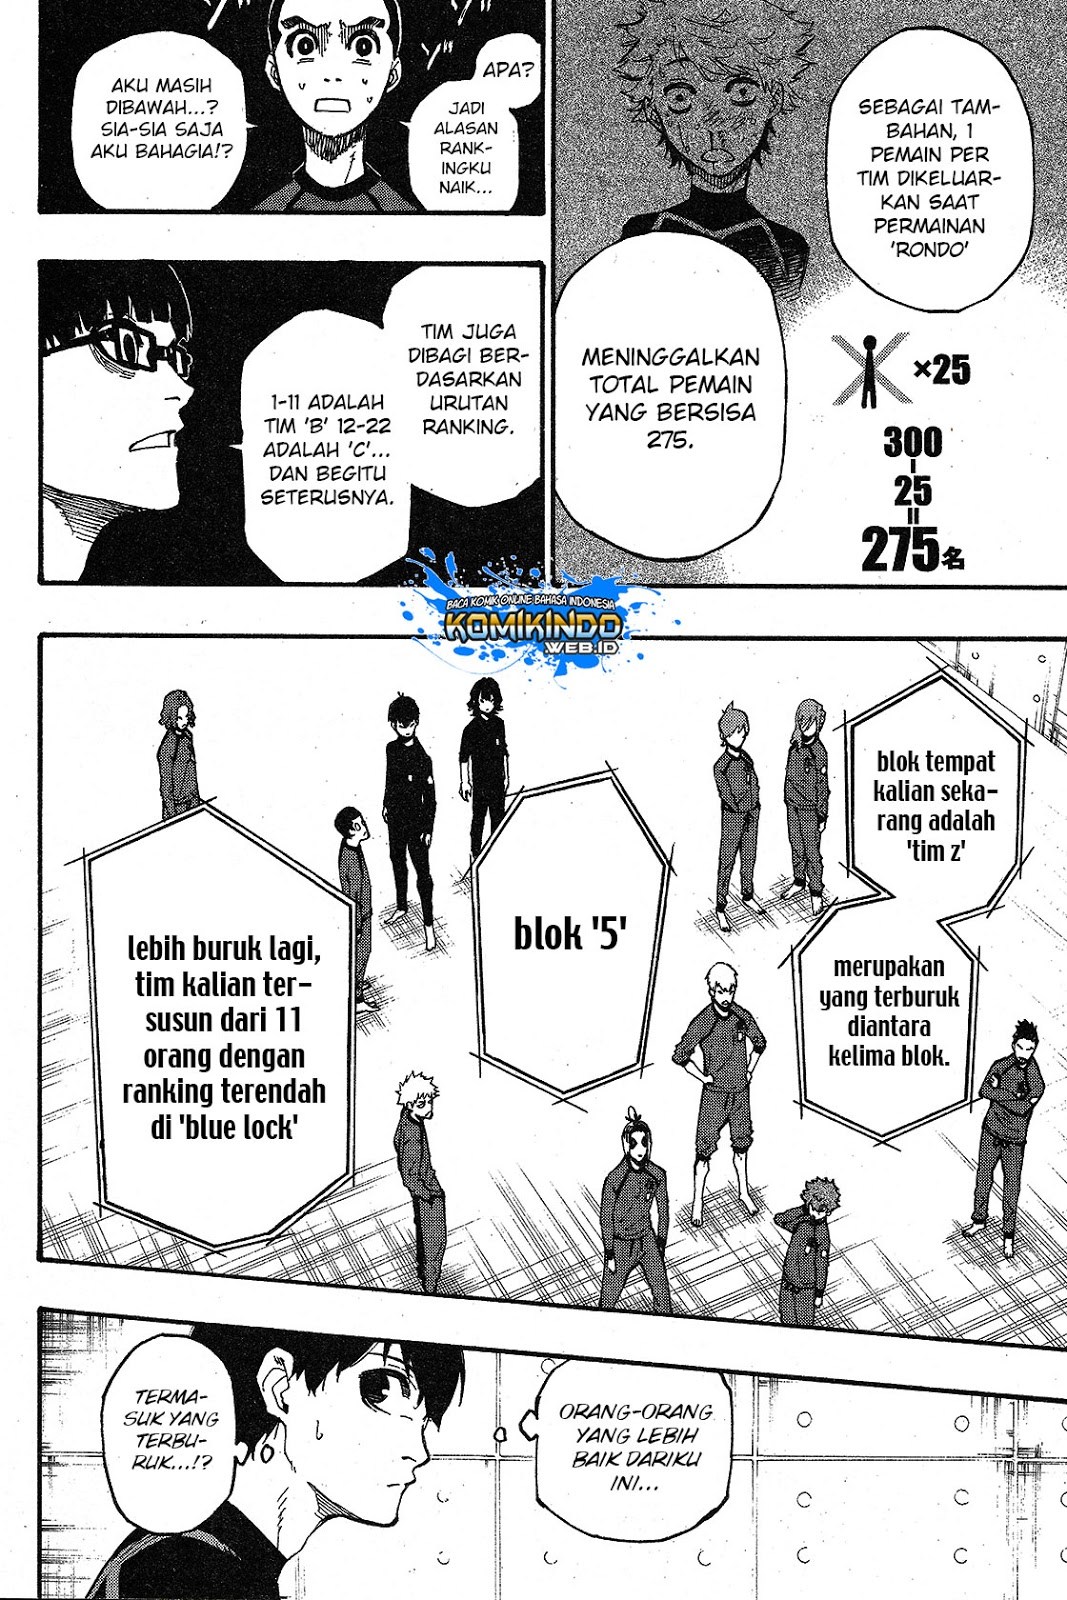 SEBAGAI TAM-
BAHAN, 1
PEMAIN PER
TIM DIKELUAR-
KAN SAAT
PERMAINAN
'RONDO'
×25
300
-
25
=
275名
MENINGGALKAN
TOTAL PEMAIN
YANG BERSISA
275.
APA?
JADI
ALASAN
RANK-
INGKU
NAIK...
AKU MASIH
DIBAWAH...?
SIA-SIA SAJA
AKU BAHAGIA!?
TIM JUGA
DIBAGI BER-
DASARKAN
URUTAN
RANKING.
1-11 ADALAH
TIM 'B' 12-22
ADALAH 'C'...
DAN BEGITU
SETERUSNYA.
BACA KOMIK ONLINE BAHASA INDONESIA
KOMIKINDO
.WEB.ID
blok tempat
kalian seka-
rang adalah
'tim z'
merupakan
yang terburuk
diantara
kelima blok.
blok '5'
lebih buruk lagi,
tim kalian ter-
susun dari 11
orang dengan
ranking terendah
di 'blue lock'
ORANG-ORANG
YANG LEBIH
BAIK DARIKU
INI...
TERMA-
SUK YANG
TERBU-
RUK...!?